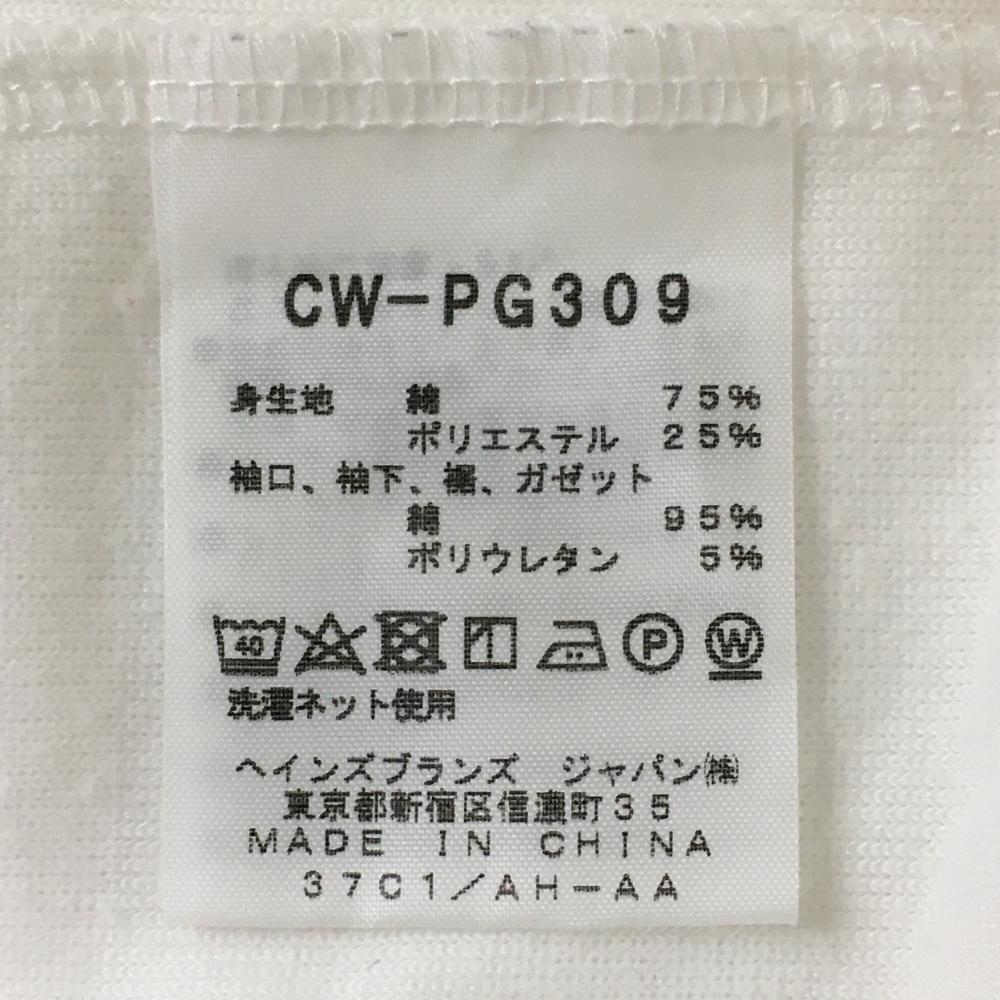 CW-PG309
身生地 綿 75%
ポリエステル 25%
袖口、袖下、裾、ガゼット
綿 95%
ポリウレタン 5%
40 P W
洗濯ネット使用
ヘインズブランズ ジャパン㈱
東京都新宿区信濃町35
MADE IN CHINA
37C1/AH-AA